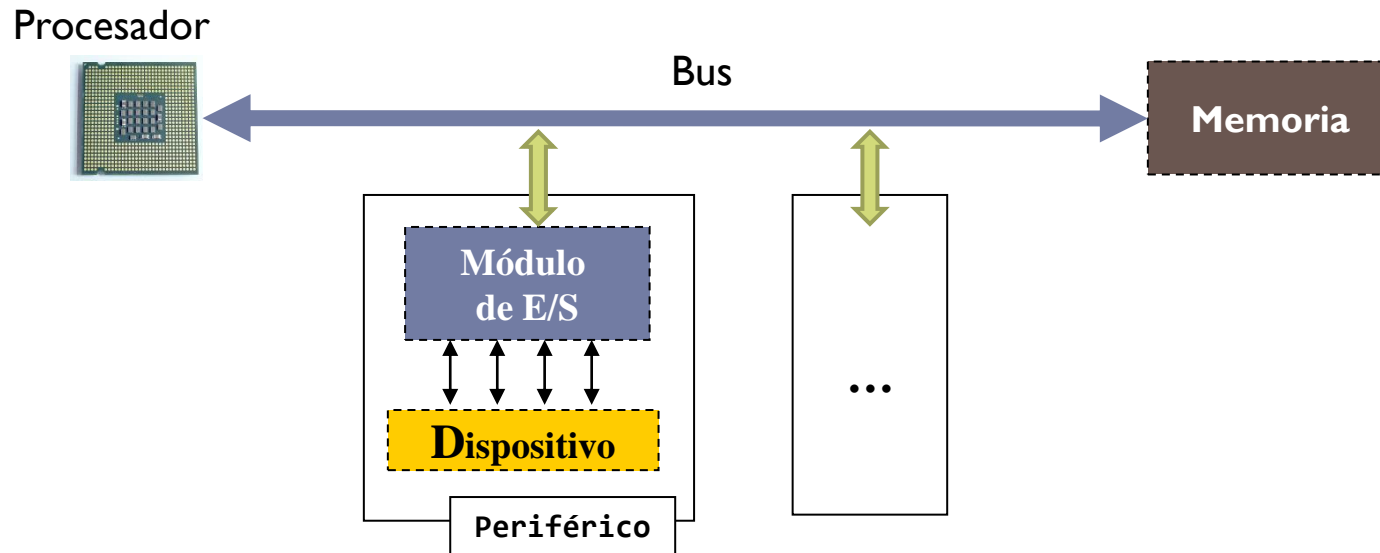 Procesador
Bus
Memoria
Módulo
de E/S
...
Dispositivo
Periférico